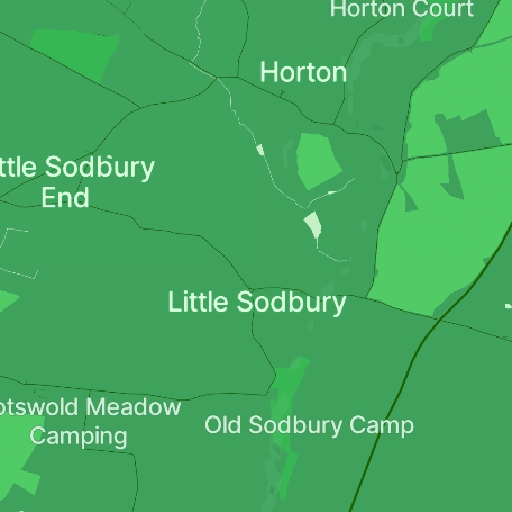 Horton Court
Horton
ttle Sodbury
End
Little Sodbury
otswold Meadow
Camping
Old Sodbury Camp